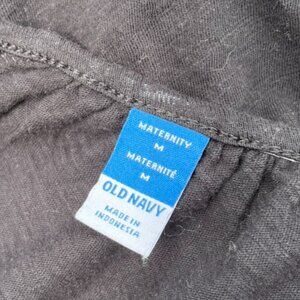 MATERNITY
M
MATERNITÉ
M
OLD NAVY
MADE IN
INDONESIA